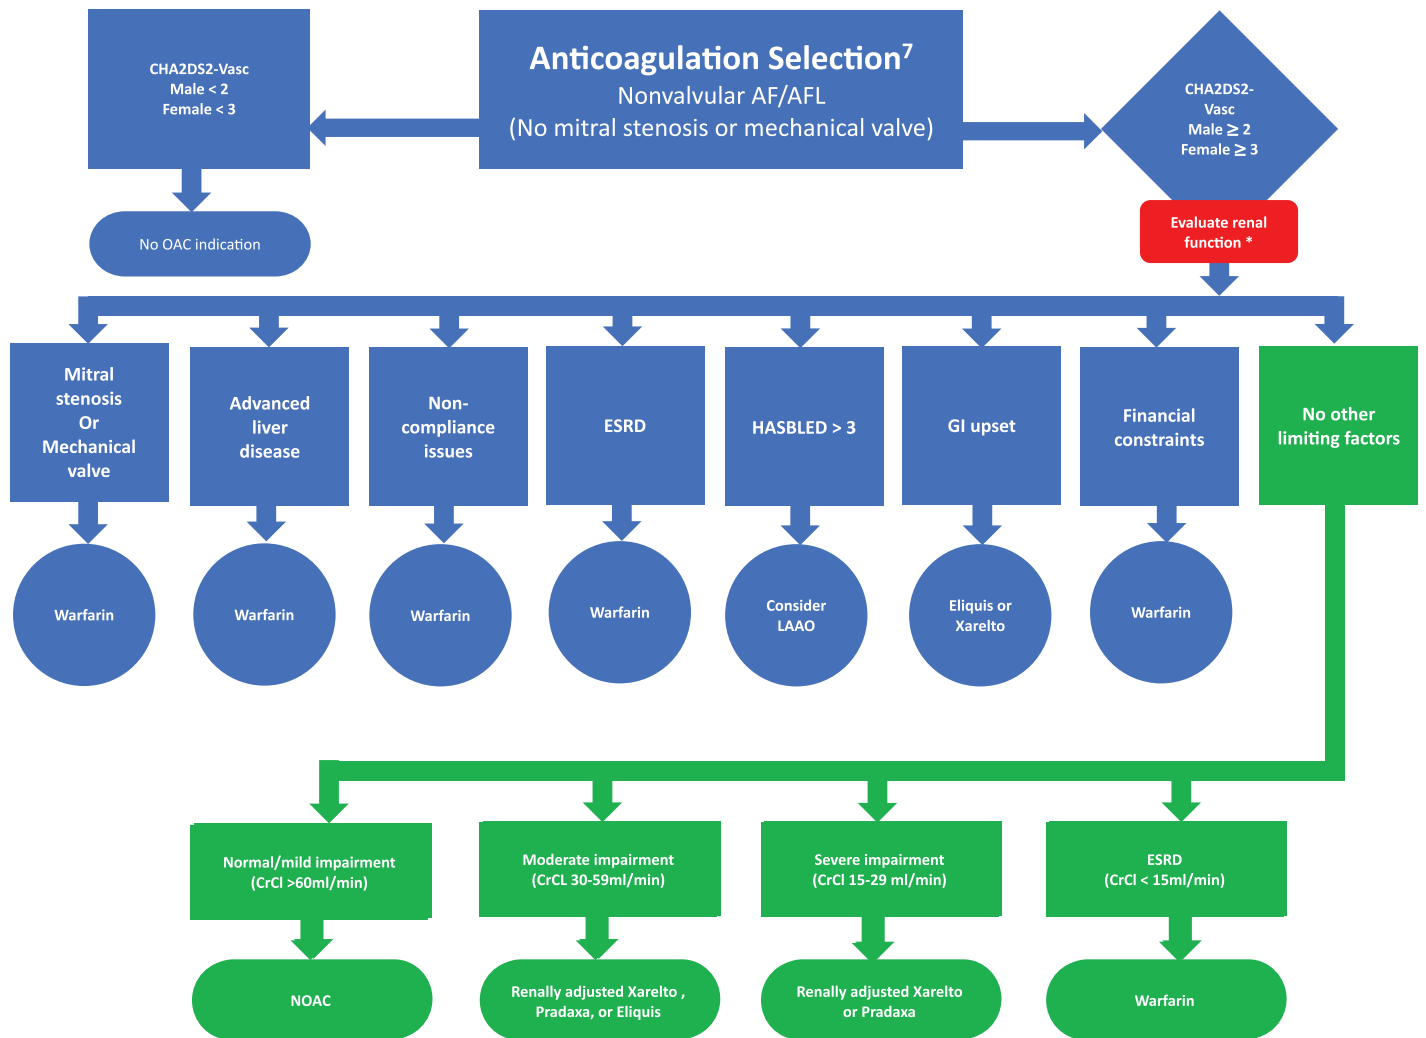 CHA2DS2-Vasc
Male < 2
Female < 3
Anticoagulation Selection⁷
Nonvalvular AF/AFL
(No mitral stenosis or mechanical valve)
CHA2DS2-
Vasc
Male ≥ 2
Female ≥ 3
No OAC indication
Evaluate renal
function *
Mitral
stenosis
Or
Mechanical
valve
Advanced
liver
disease
Non-
compliance
issues
ESRD
HASBLED > 3
GI upset
Financial
constraints
No other
limiting factors
Warfarin
Warfarin
Warfarin
Warfarin
Consider
LAAO
Eliquis or
Xarelto
Warfarin
Normal/mild impairment
(CrCl >60ml/min)
Moderate impairment
(CrCL 30-59ml/min)
Severe impairment
(CrCl 15-29 ml/min)
ESRD
(CrCl < 15ml/min)
NOAC
Renally adjusted Xarelto ,
Pradaxa, or Eliquis
Renally adjusted Xarelto
or Pradaxa
Warfarin